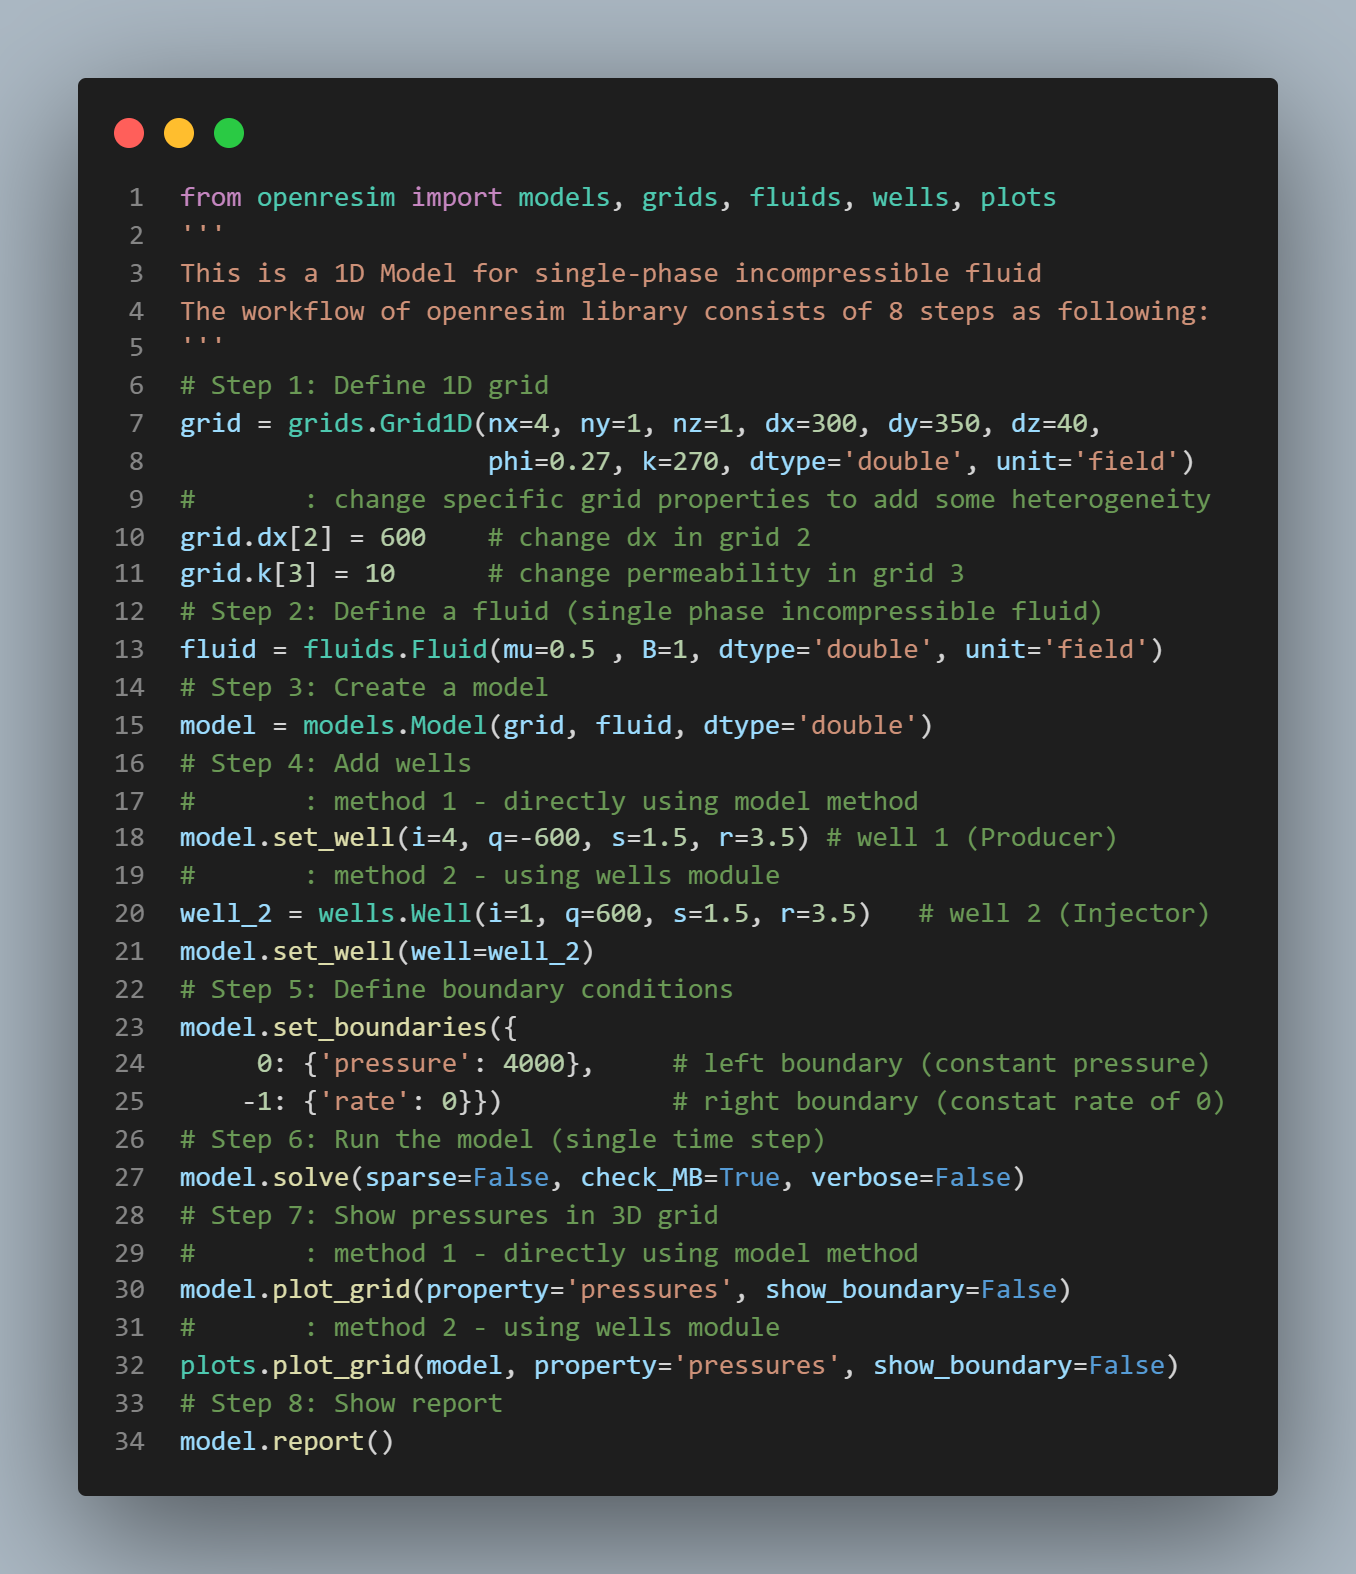 1 from openresim import models, grids, fluids, wells, plots
2 '''
3 This is a 1D Model for single-phase incompressible fluid
4 The workflow of openresim library consists of 8 steps as following:
5 '''
6 # Step 1: Define 1D grid
7 grid = grids.Grid1D(nx=4, ny=1, nz=1, dx=300, dy=350, dz=40,
8                     phi=0.27, k=270, dtype='double', unit='field')
9 #       : change specific grid properties to add some heterogeneity
10 grid.dx[2] = 600    # change dx in grid 2
11 grid.k[3] = 10      # change permeability in grid 3
12 # Step 2: Define a fluid (single phase incompressible fluid)
13 fluid = fluids.Fluid(mu=0.5 , B=1, dtype='double', unit='field')
14 # Step 3: Create a model
15 model = models.Model(grid, fluid, dtype='double')
16 # Step 4: Add wells
17 #       : method 1 - directly using model method
18 model.set_well(i=4, q=-600, s=1.5, r=3.5) # well 1 (Producer)
19 #       : method 2 - using wells module
20 well_2 = wells.Well(i=1, q=600, s=1.5, r=3.5)   # well 2 (Injector)
21 model.set_well(well=well_2)
22 # Step 5: Define boundary conditions
23 model.set_boundaries({
24      0: {'pressure': 4000},     # left boundary (constant pressure)
25     -1: {'rate': 0}})           # right boundary (constat rate of 0)
26 # Step 6: Run the model (single time step)
27 model.solve(sparse=False, check_MB=True, verbose=False)
28 # Step 7: Show pressures in 3D grid
29 #       : method 1 - directly using model method
30 model.plot_grid(property='pressures', show_boundary=False)
31 #       : method 2 - using wells module
32 plots.plot_grid(model, property='pressures', show_boundary=False)
33 # Step 8: Show report
34 model.report()